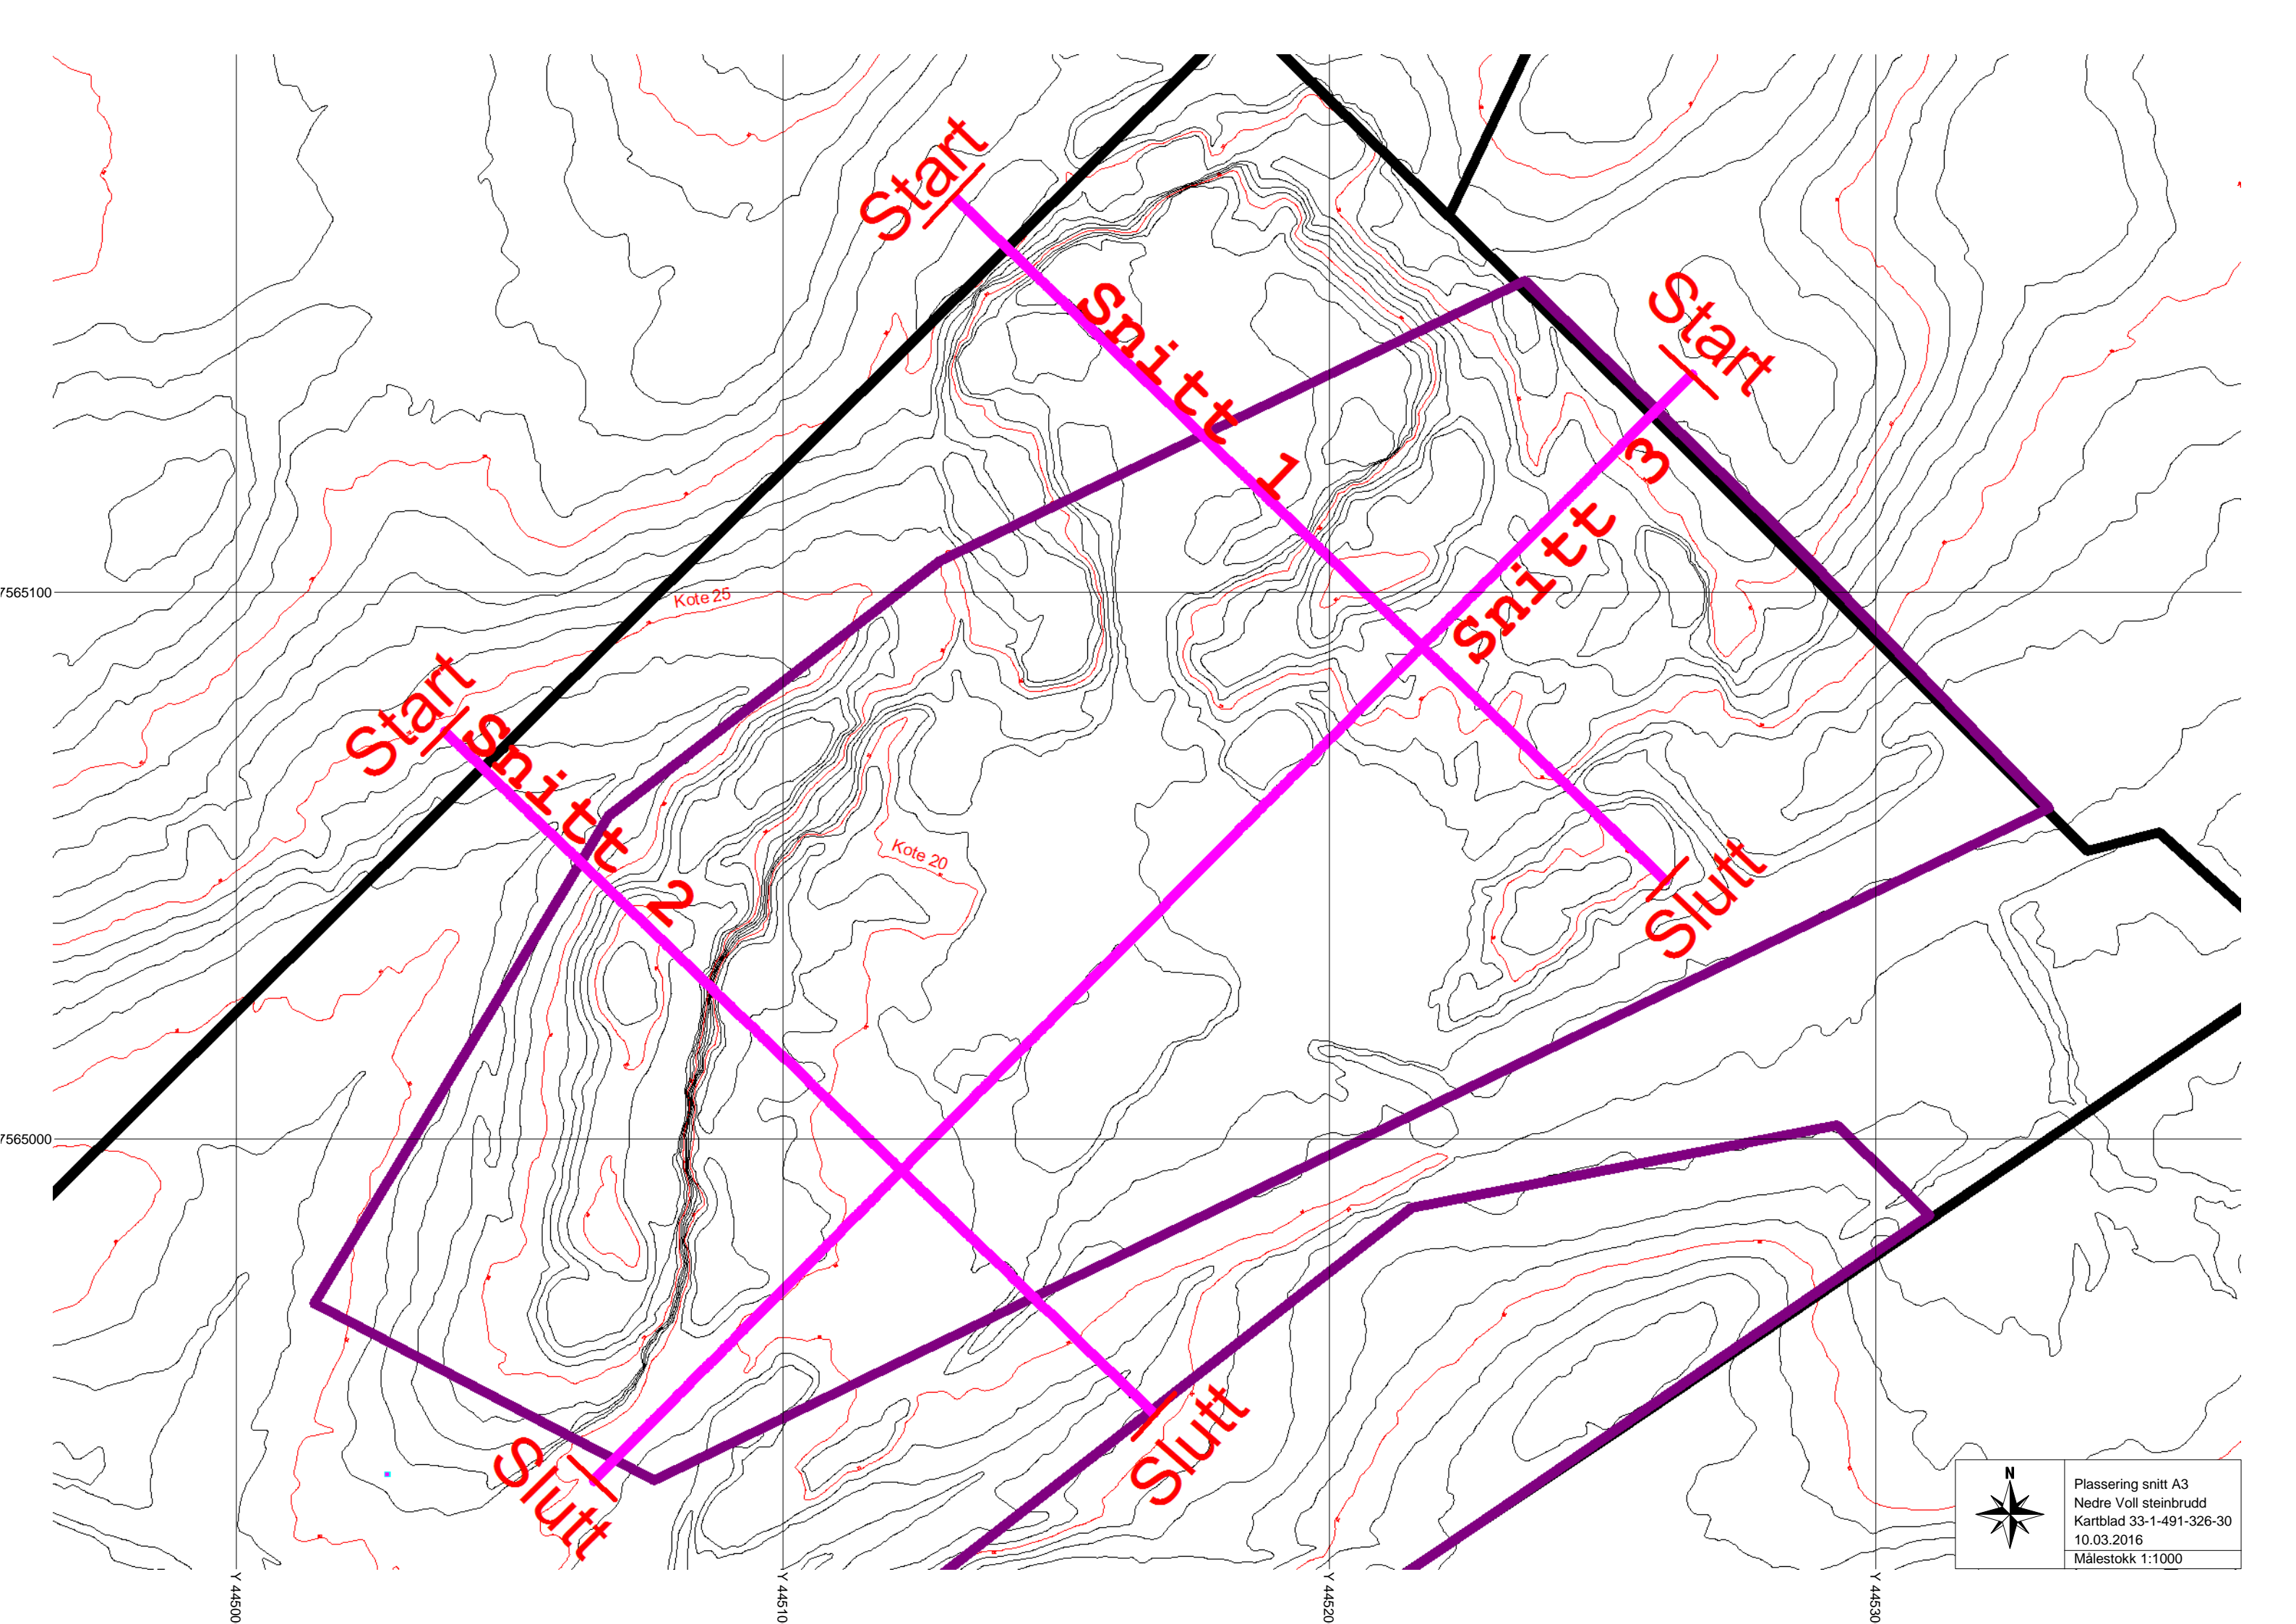 Start
Start
Snitt 1
Snitt 3
7565100
Kote 25
Start
Snitt 2
Kote 20
Slutt
7565000
Slutt
Slutt
N
Plassering snitt A3
Nedre Voll steinbrudd
Kartblad 33-1-491-326-30
10.03.2016
Målestokk 1:1000
Y 44500
Y 44510
Y 44520
Y 44530